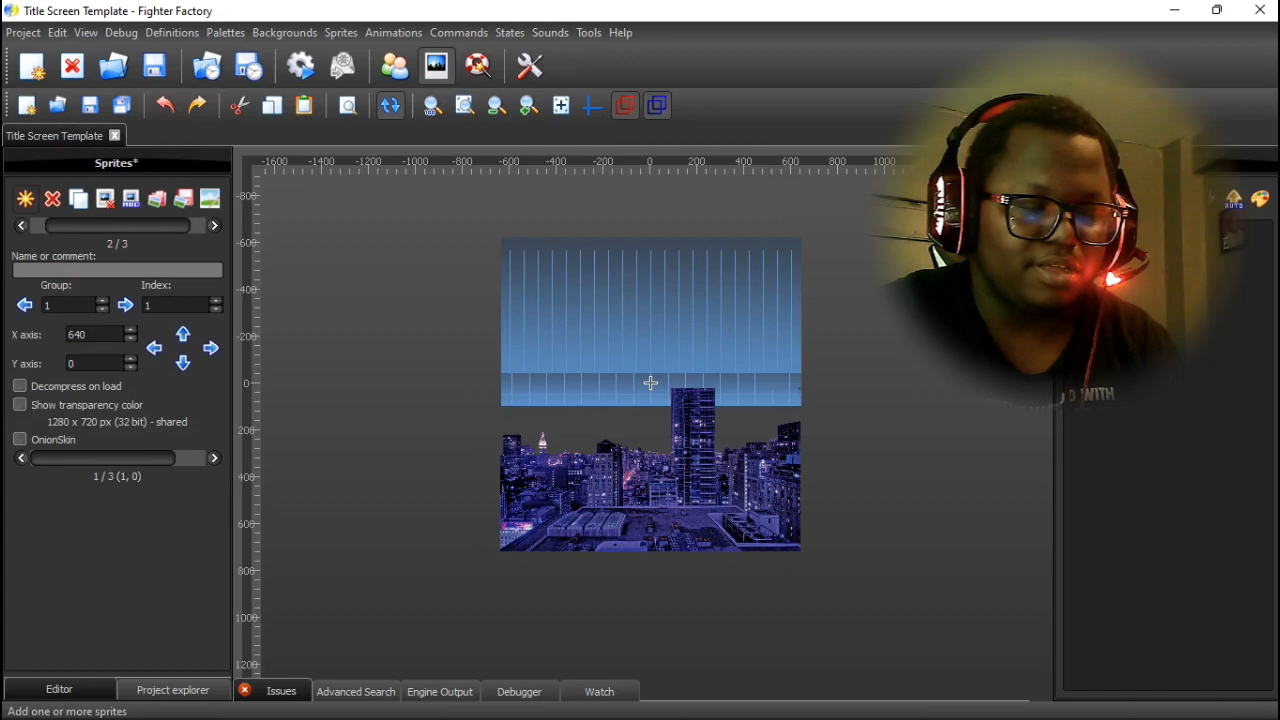 Title Screen Template - Fighter Factory
Project Edit View Debug Definitions Palettes Backgrounds Sprites Animations Commands States Sounds Tools Help
Title Screen Template
Sprites*
-1600 -1400 -1200 -1000 -800 -600 -400 -200 0 200 400 600 800 1000
2 / 3
Name or comment:
Group: Index:
1 1
X axis: 640
Y axis: 0
Decompress on load
Show transparency color
1280 x 720 px (32 bit) - shared
OnionSkin
1 / 3 (1, 0)
-800
-600
-400
-200
0
200
400
600
800
1000
1200
D WITH
Editor Project explorer
Issues Advanced Search Engine Output Debugger Watch
Add one or more sprites